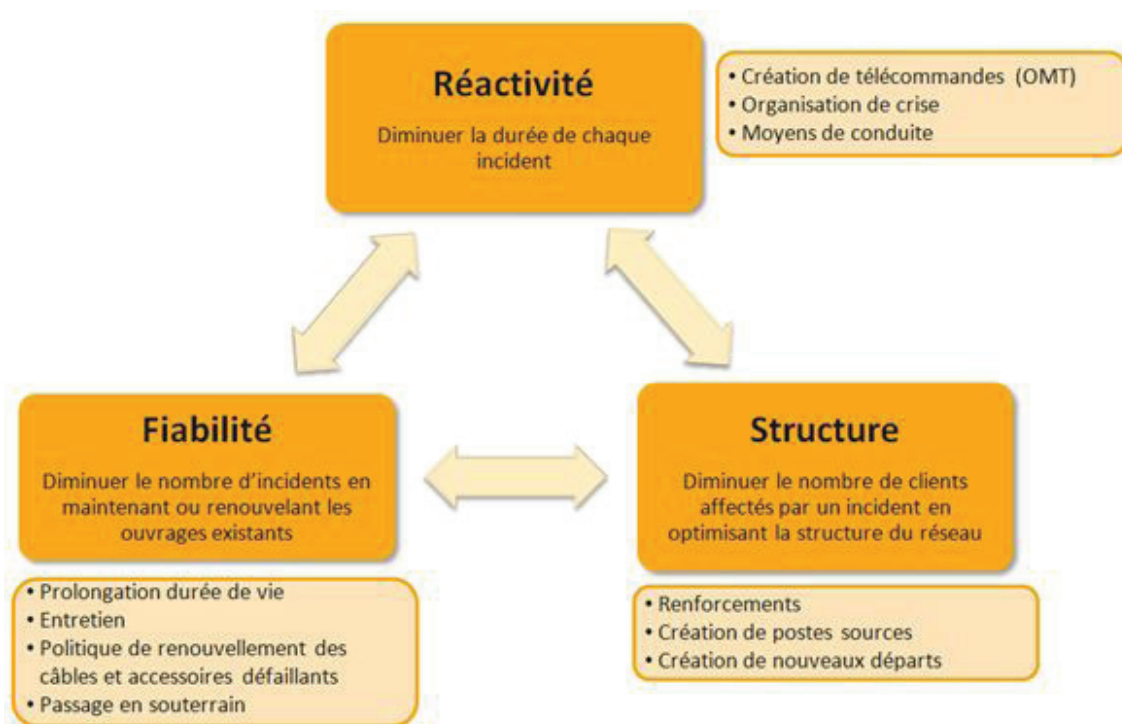 Réactivité
Diminuer la durée de chaque
incident
• Création de télécommandes (OMT)
• Organisation de crise
• Moyens de conduite
Fiabilité
Diminuer le nombre d'incidents en
maintenant ou renouvelant les
ouvrages existants
• Prolongation durée de vie
• Entretien
• Politique de renouvellement des
câbles et accessoires défaillants
• Passage en souterrain
Structure
Diminuer le nombre de clients
affectés par un incident en
optimisant la structure du réseau
• Renforcements
• Création de postes sources
• Création de nouveaux départs